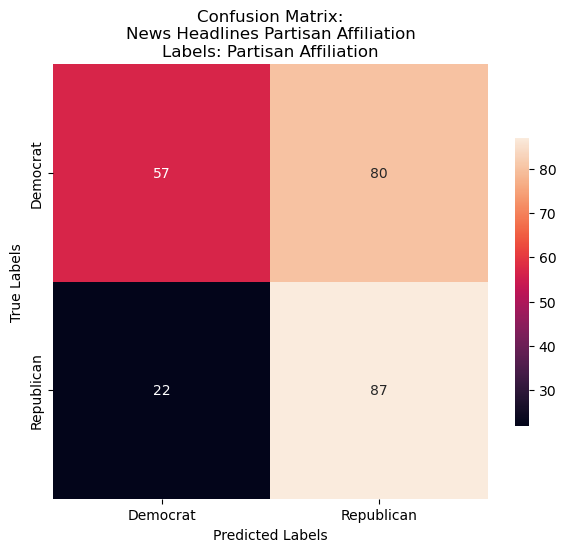 Confusion Matrix:
News Headlines Partisan Affiliation
Labels: Partisan Affiliation
True Labels
Democrat
57
80
Republican
22
87
Democrat
Republican
Predicted Labels
80
70
60
50
40
30